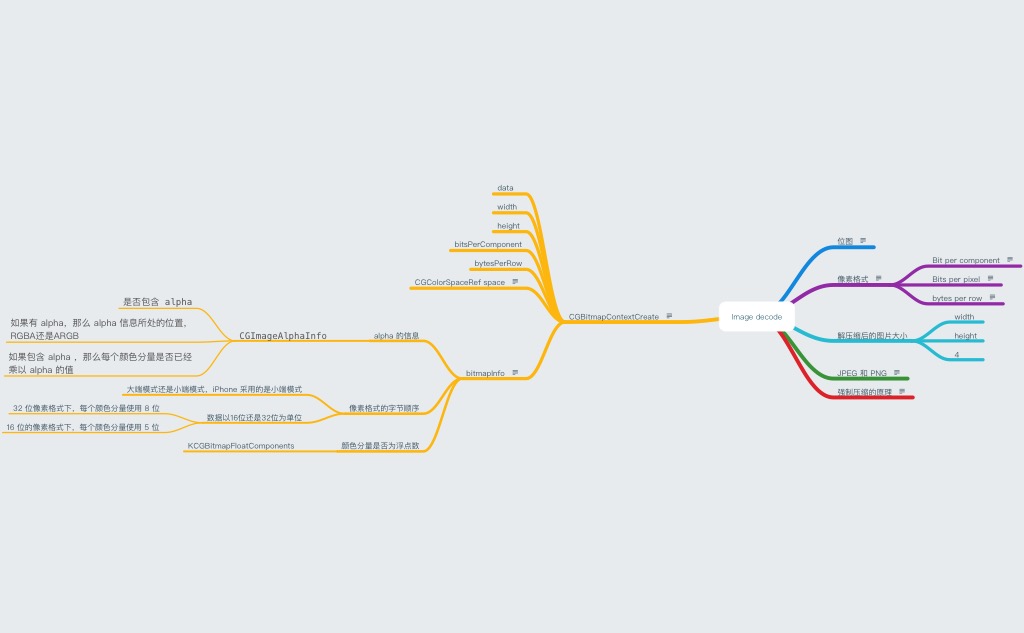 Image decode
位图
像素格式
Bit per component
Bits per pixel
bytes per row
解压缩后的图片大小
width
height
4
JPEG 和 PNG
强制压缩的原理
CGBitmapContextCreate
data
width
height
bitsPerComponent
bytesPerRow
CGColorSpaceRef space
bitmapInfo
alpha 的信息
CGImageAlphaInfo
是否包含 alpha
如果有 alpha，那么 alpha 信息所处的位置，
RGBA还是ARGB
如果包含 alpha ，那么每个颜色分量是否已经
乘以 alpha 的值
像素格式的字节顺序
大端模式还是小端模式，iPhone 采用的是小端模式
数据以16位还是32位为单位
32 位像素格式下，每个颜色分量使用 8 位
16 位的像素格式下，每个颜色分量使用 5 位
颜色分量是否为浮点数
KCGBitmapFloatComponents